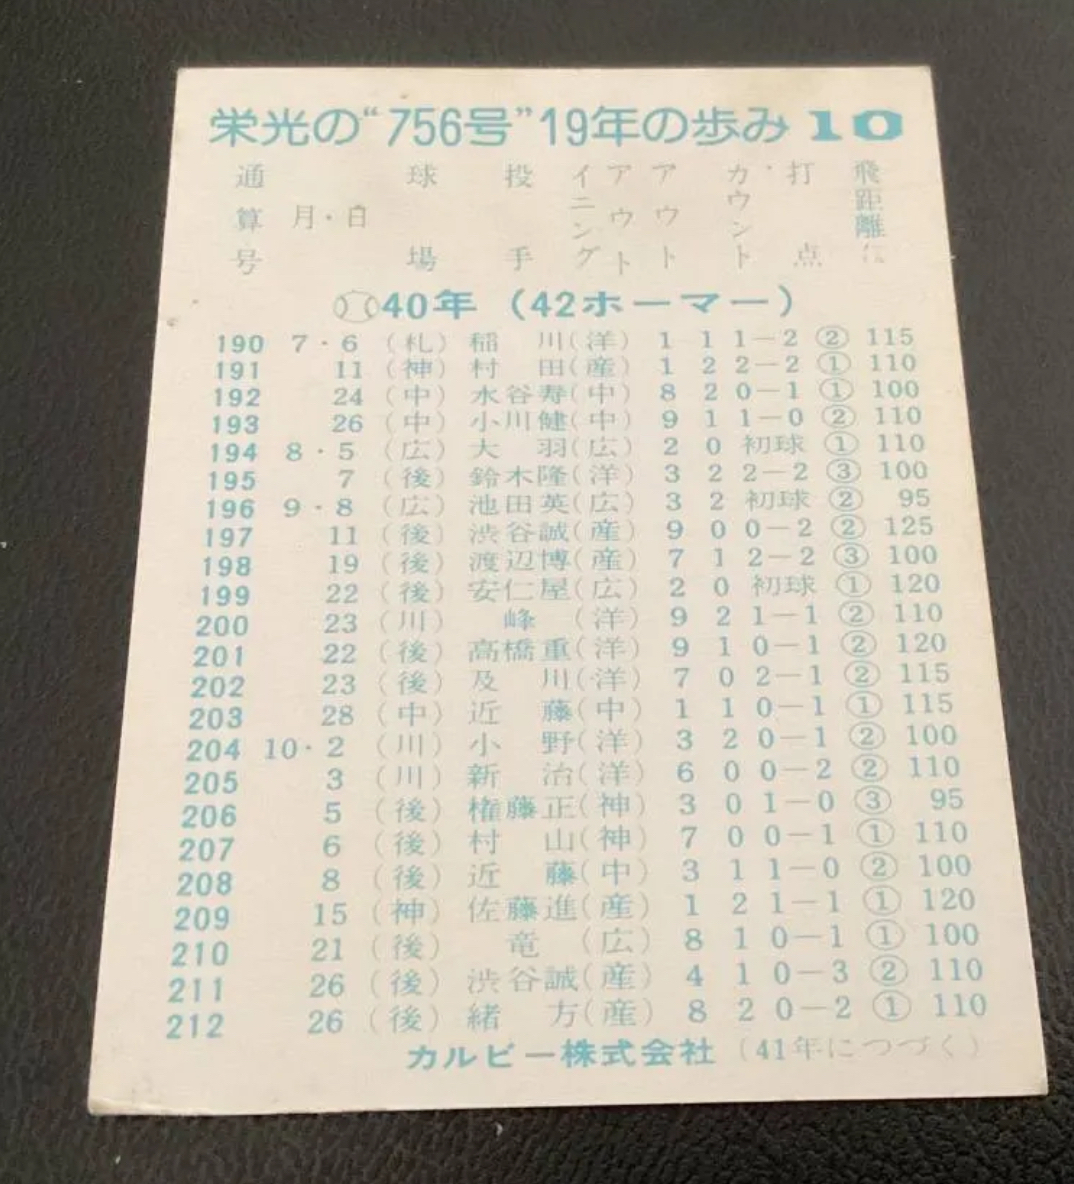 栄光の“756号”19年の歩み 10
通算号 月・日 球場 投手 イニング アウト アウト カウント ・打点 飛距離
40年(42ホーマー)
190 7・6 (札) 稲川(洋) 1 1 1−2 ② 115
191 11 (神) 村田(産) 1 2 2−2 ① 110
192 24 (中) 水谷寿(中) 8 2 0−1 ① 100
193 26 (中) 小川健(中) 9 1 1−0 ② 110
194 8・5 (広) 大羽(広) 2 0 初球 ① 110
195 7 (後) 鈴木隆(洋) 3 2 2−2 ③ 100
196 9・8 (広) 池田英(広) 3 2 初球 ② 95
197 11 (後) 渋谷誠(産) 9 0 0−2 ② 125
198 19 (後) 渡辺博(産) 7 1 2−2 ③ 100
199 22 (後) 安仁屋(広) 2 0 初球 ① 120
200 23 (川) 峰(洋) 9 2 1−1 ② 110
201 22 (後) 高橋重(洋) 9 1 0−1 ② 120
202 23 (後) 及川(洋) 7 0 2−1 ② 115
203 28 (中) 近藤(中) 1 1 0−1 ① 115
204 10・2 (川) 小野(洋) 3 2 0−1 ② 100
205 3 (川) 新治(洋) 6 0 0−2 ② 110
206 5 (後) 権藤正(神) 3 0 1−0 ③ 95
207 6 (後) 村山(神) 7 0 0−1 ① 110
208 8 (後) 近藤(中) 3 1 1−0 ② 100
209 15 (神) 佐藤進(産) 1 2 1−1 ① 120
210 21 (後) 竜(広) 8 1 0−1 ① 100
211 26 (後) 渋谷誠(産) 4 1 0−3 ② 110
212 26 (後) 緒方(産) 8 2 0−2 ① 110
カルビー株式会社(41年につづく)